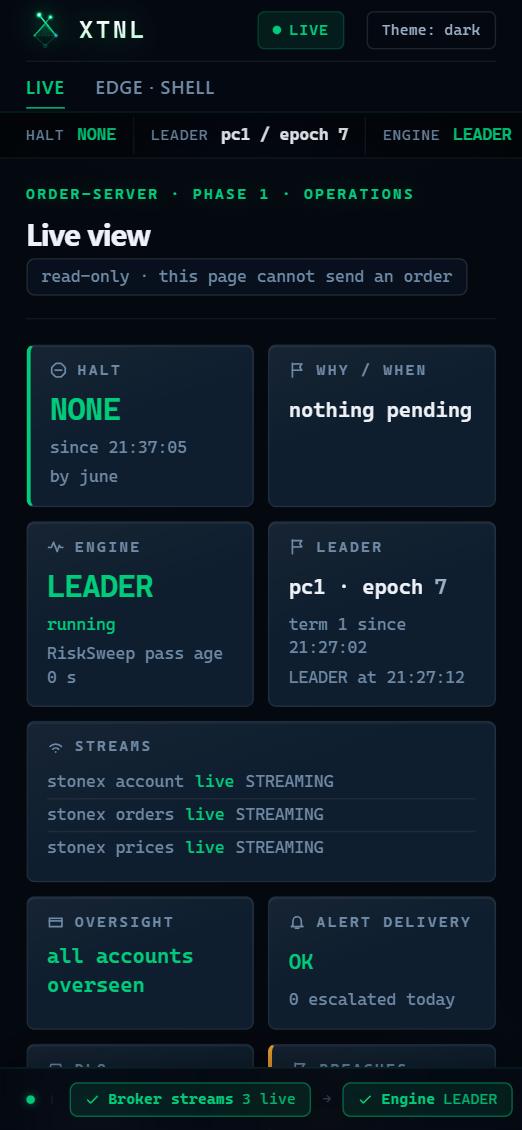 XTNL
LIVE
Theme: dark
LIVE
EDGE · SHELL
HALT NONE
LEADER pc1 / epoch 7
ENGINE LEADER
ORDER-SERVER · PHASE 1 · OPERATIONS
Live view
read-only · this page cannot send an order
HALT
NONE
since 21:37:05
by june
WHY / WHEN
nothing pending
ENGINE
LEADER
running
RiskSweep pass age
0 s
LEADER
pc1 · epoch 7
term 1 since
21:27:02
LEADER at 21:27:12
STREAMS
stonex account live STREAMING
stonex orders live STREAMING
stonex prices live STREAMING
OVERSIGHT
all accounts
overseen
ALERT DELIVERY
OK
0 escalated today
BREACHES
Broker streams 3 live
→
Engine LEADER